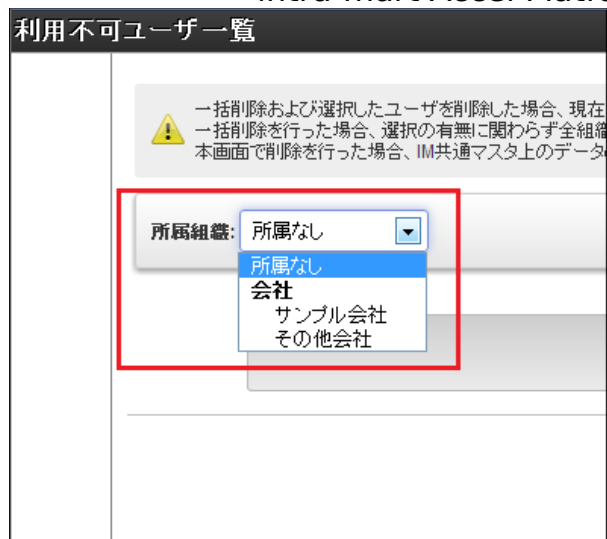 利用不可ユーザ一覧
一括削除および選択したユーザを削除した場合、現在
一括削除を行った場合、選択の有無に関わらず全組織
本画面で削除を行った場合、IM共通マスタ上のデータ
所属組織: 所属なし
所属なし
会社
サンプル会社
その他会社